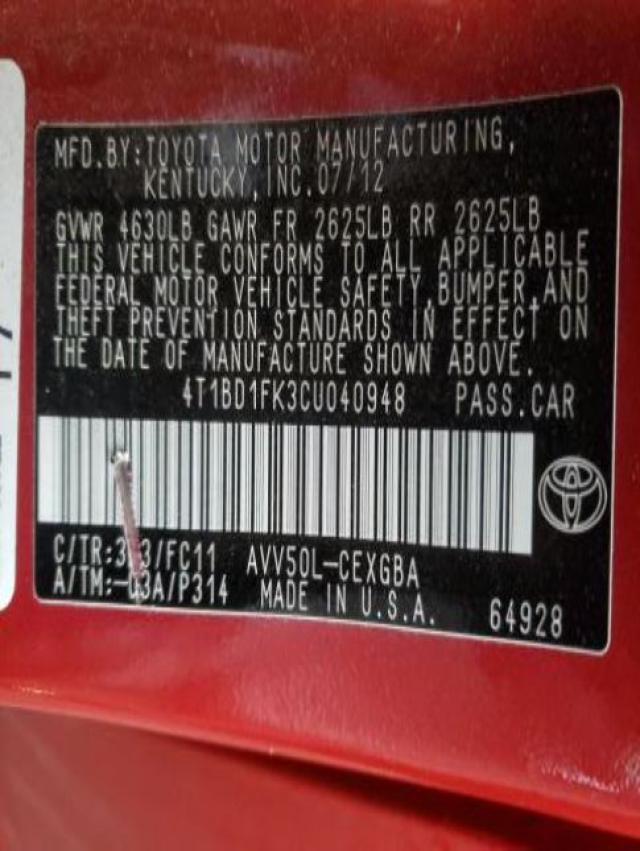 MFD.BY:TOYOTA MOTOR MANUFACTURING,
KENTUCKY,INC.07/12
GVWR 4630LB GAWR FR 2625LB RR 2625LB
THIS VEHICLE CONFORMS TO ALL APPLICABLE
FEDERAL MOTOR VEHICLE SAFETY,BUMPER,AND
THEFT PREVENTION STANDARDS IN EFFECT ON
THE DATE OF MANUFACTURE SHOWN ABOVE.
4T1BD1FK3CU040948 PASS.CAR
/FC11 AVV50L-CEXGBA
A/TM: /P314 MADE IN U.S.A. 64928